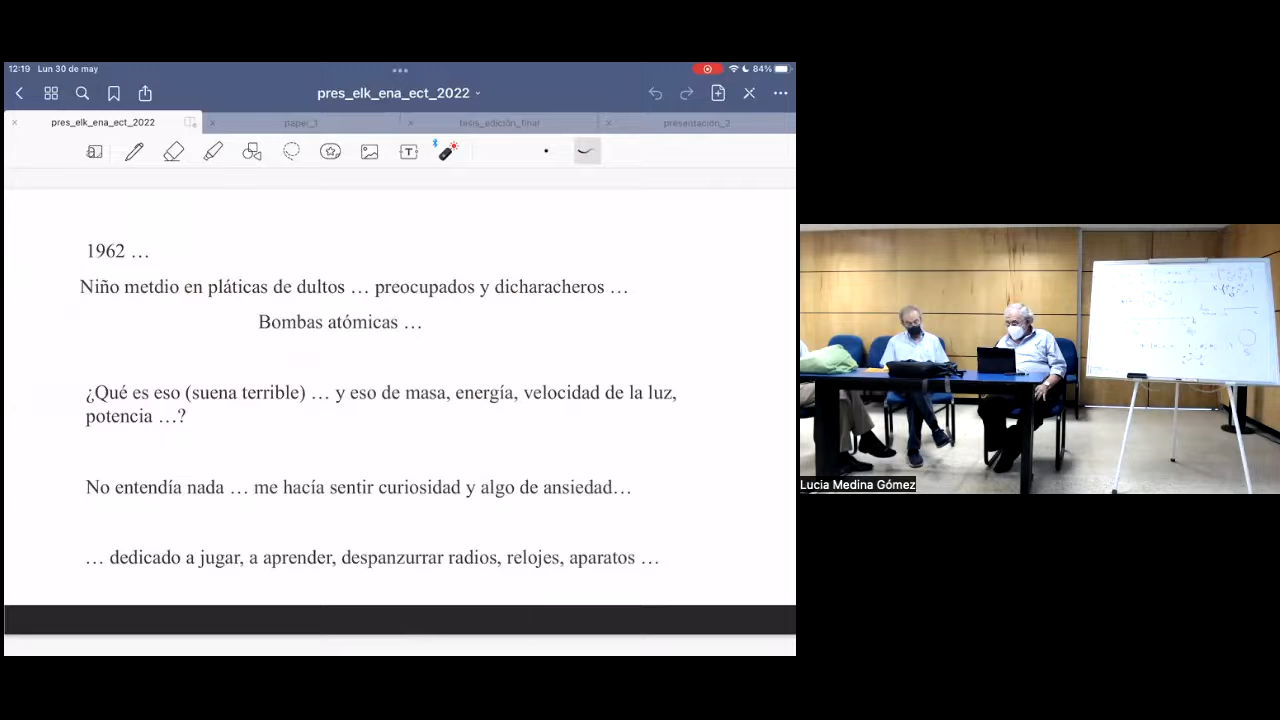 12:19 Lun 30 de may
84%
pres_elk_ena_ect_2022
pres_elk_ena_ect_2022
paper_1
tesis_edición_final
presentación_2
1962 …
Niño metdio en pláticas de dultos … preocupados y dicharacheros …
Bombas atómicas …
¿Qué es eso (suena terrible) … y eso de masa, energía, velocidad de la luz,
potencia …?
No entendía nada … me hacía sentir curiosidad y algo de ansiedad…
… dedicado a jugar, a aprender, despanzurrar radios, relojes, aparatos …
Lucia Medina Gómez